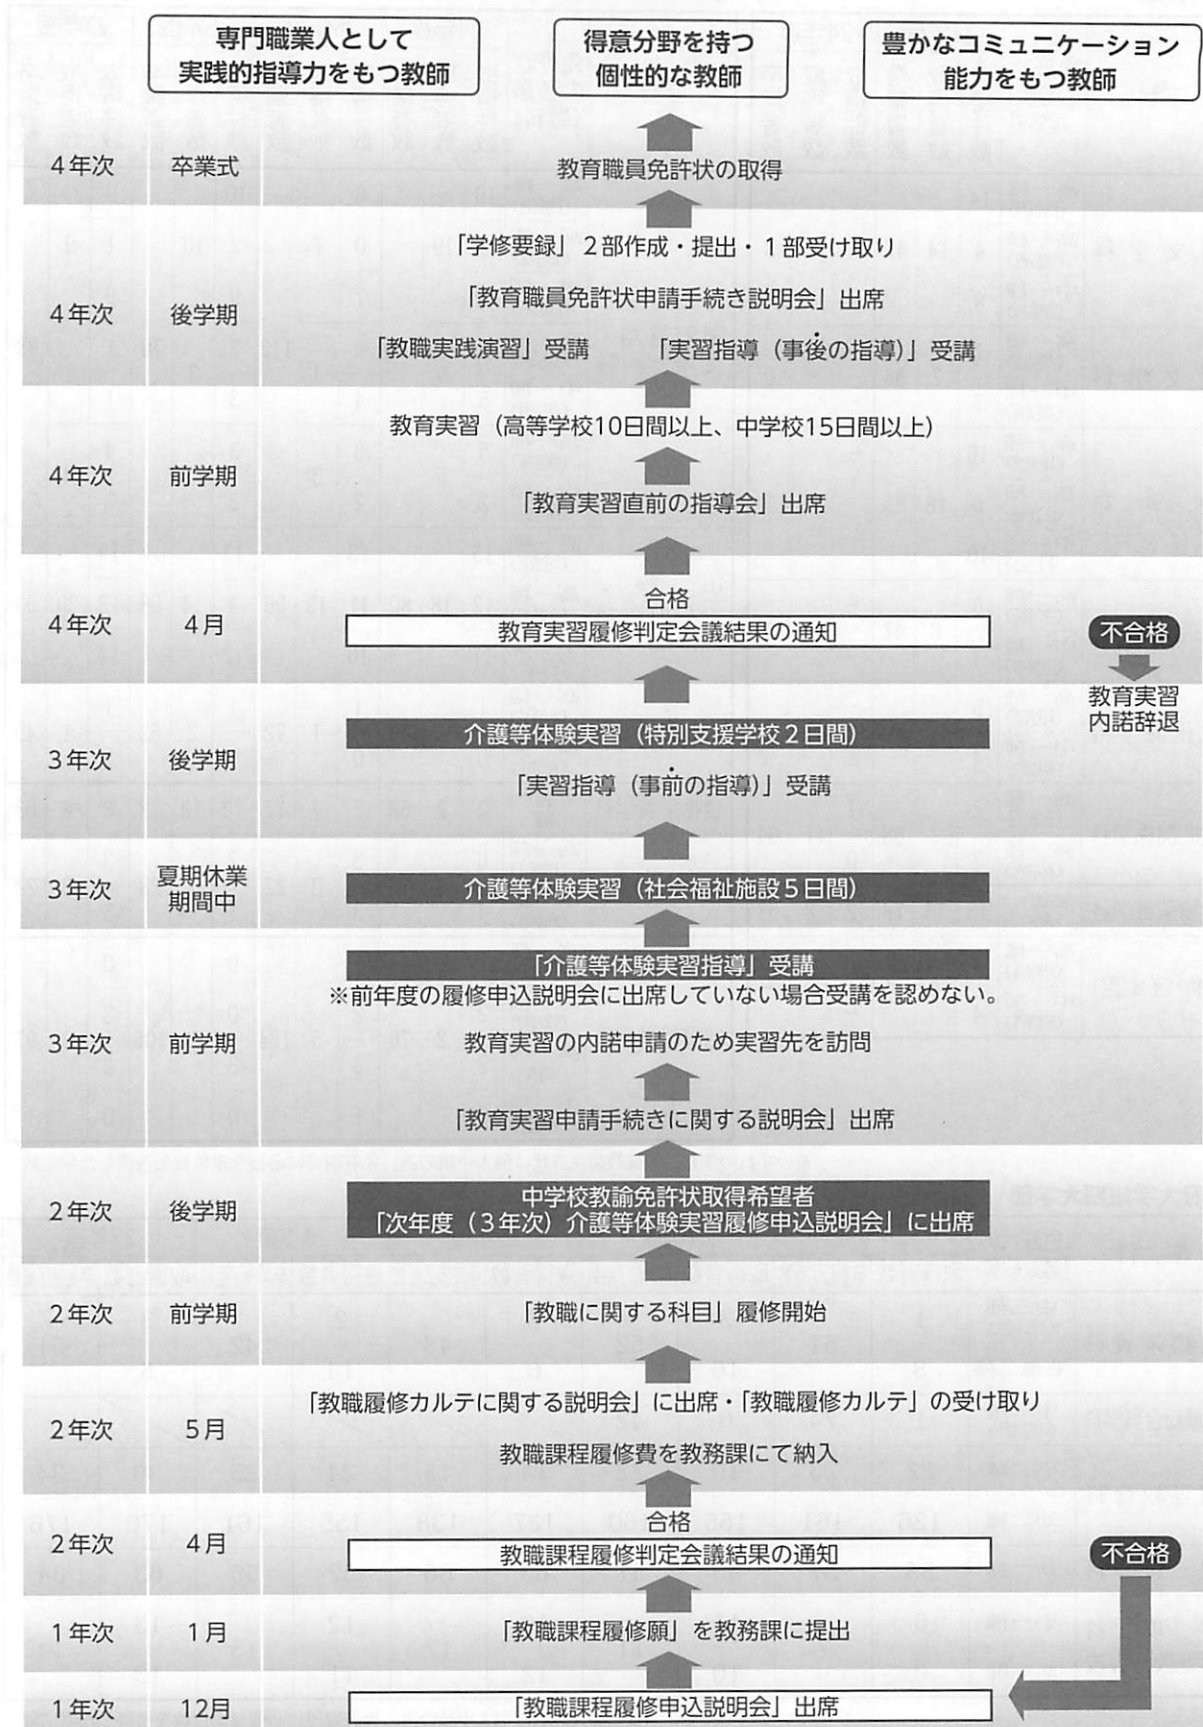 専門職業人として
実践的指導力をもつ教師
得意分野を持つ
個性的な教師
豊かなコミュニケーション
能力をもつ教師
4年次 卒業式 教育職員免許状の取得
「学修要録」2部作成・提出・1部受け取り
4年次 後学期 「教育職員免許状申請手続き説明会」出席
「教職実践演習」受講 「実習指導（事後の指導）」受講
教育実習（高等学校10日間以上、中学校15日間以上）
4年次 前学期
「教育実習直前の指導会」出席
合格
4年次 4月 教育実習履修判定会議結果の通知 不合格
教育実習
内諾辞退
介護等体験実習（特別支援学校2日間）
3年次 後学期
「実習指導（事前の指導）」受講
3年次 夏期休業
期間中
介護等体験実習（社会福祉施設5日間）
「介護等体験実習指導」受講
※前年度の履修申込説明会に出席していない場合受講を認めない。
3年次 前学期 教育実習の内諾申請のため実習先を訪問
「教育実習申請手続きに関する説明会」出席
2年次 後学期
中学校教諭免許状取得希望者
「次年度（3年次）介護等体験実習履修申込説明会」に出席
2年次 前学期 「教職に関する科目」履修開始
「教職履修カルテに関する説明会」に出席・「教職履修カルテ」の受け取り
2年次 5月
教職課程履修費を教務課にて納入
合格
2年次 4月 教職課程履修判定会議結果の通知 不合格
1年次 1月 「教職課程履修願」を教務課に提出
1年次 12月 「教職課程履修申込説明会」出席